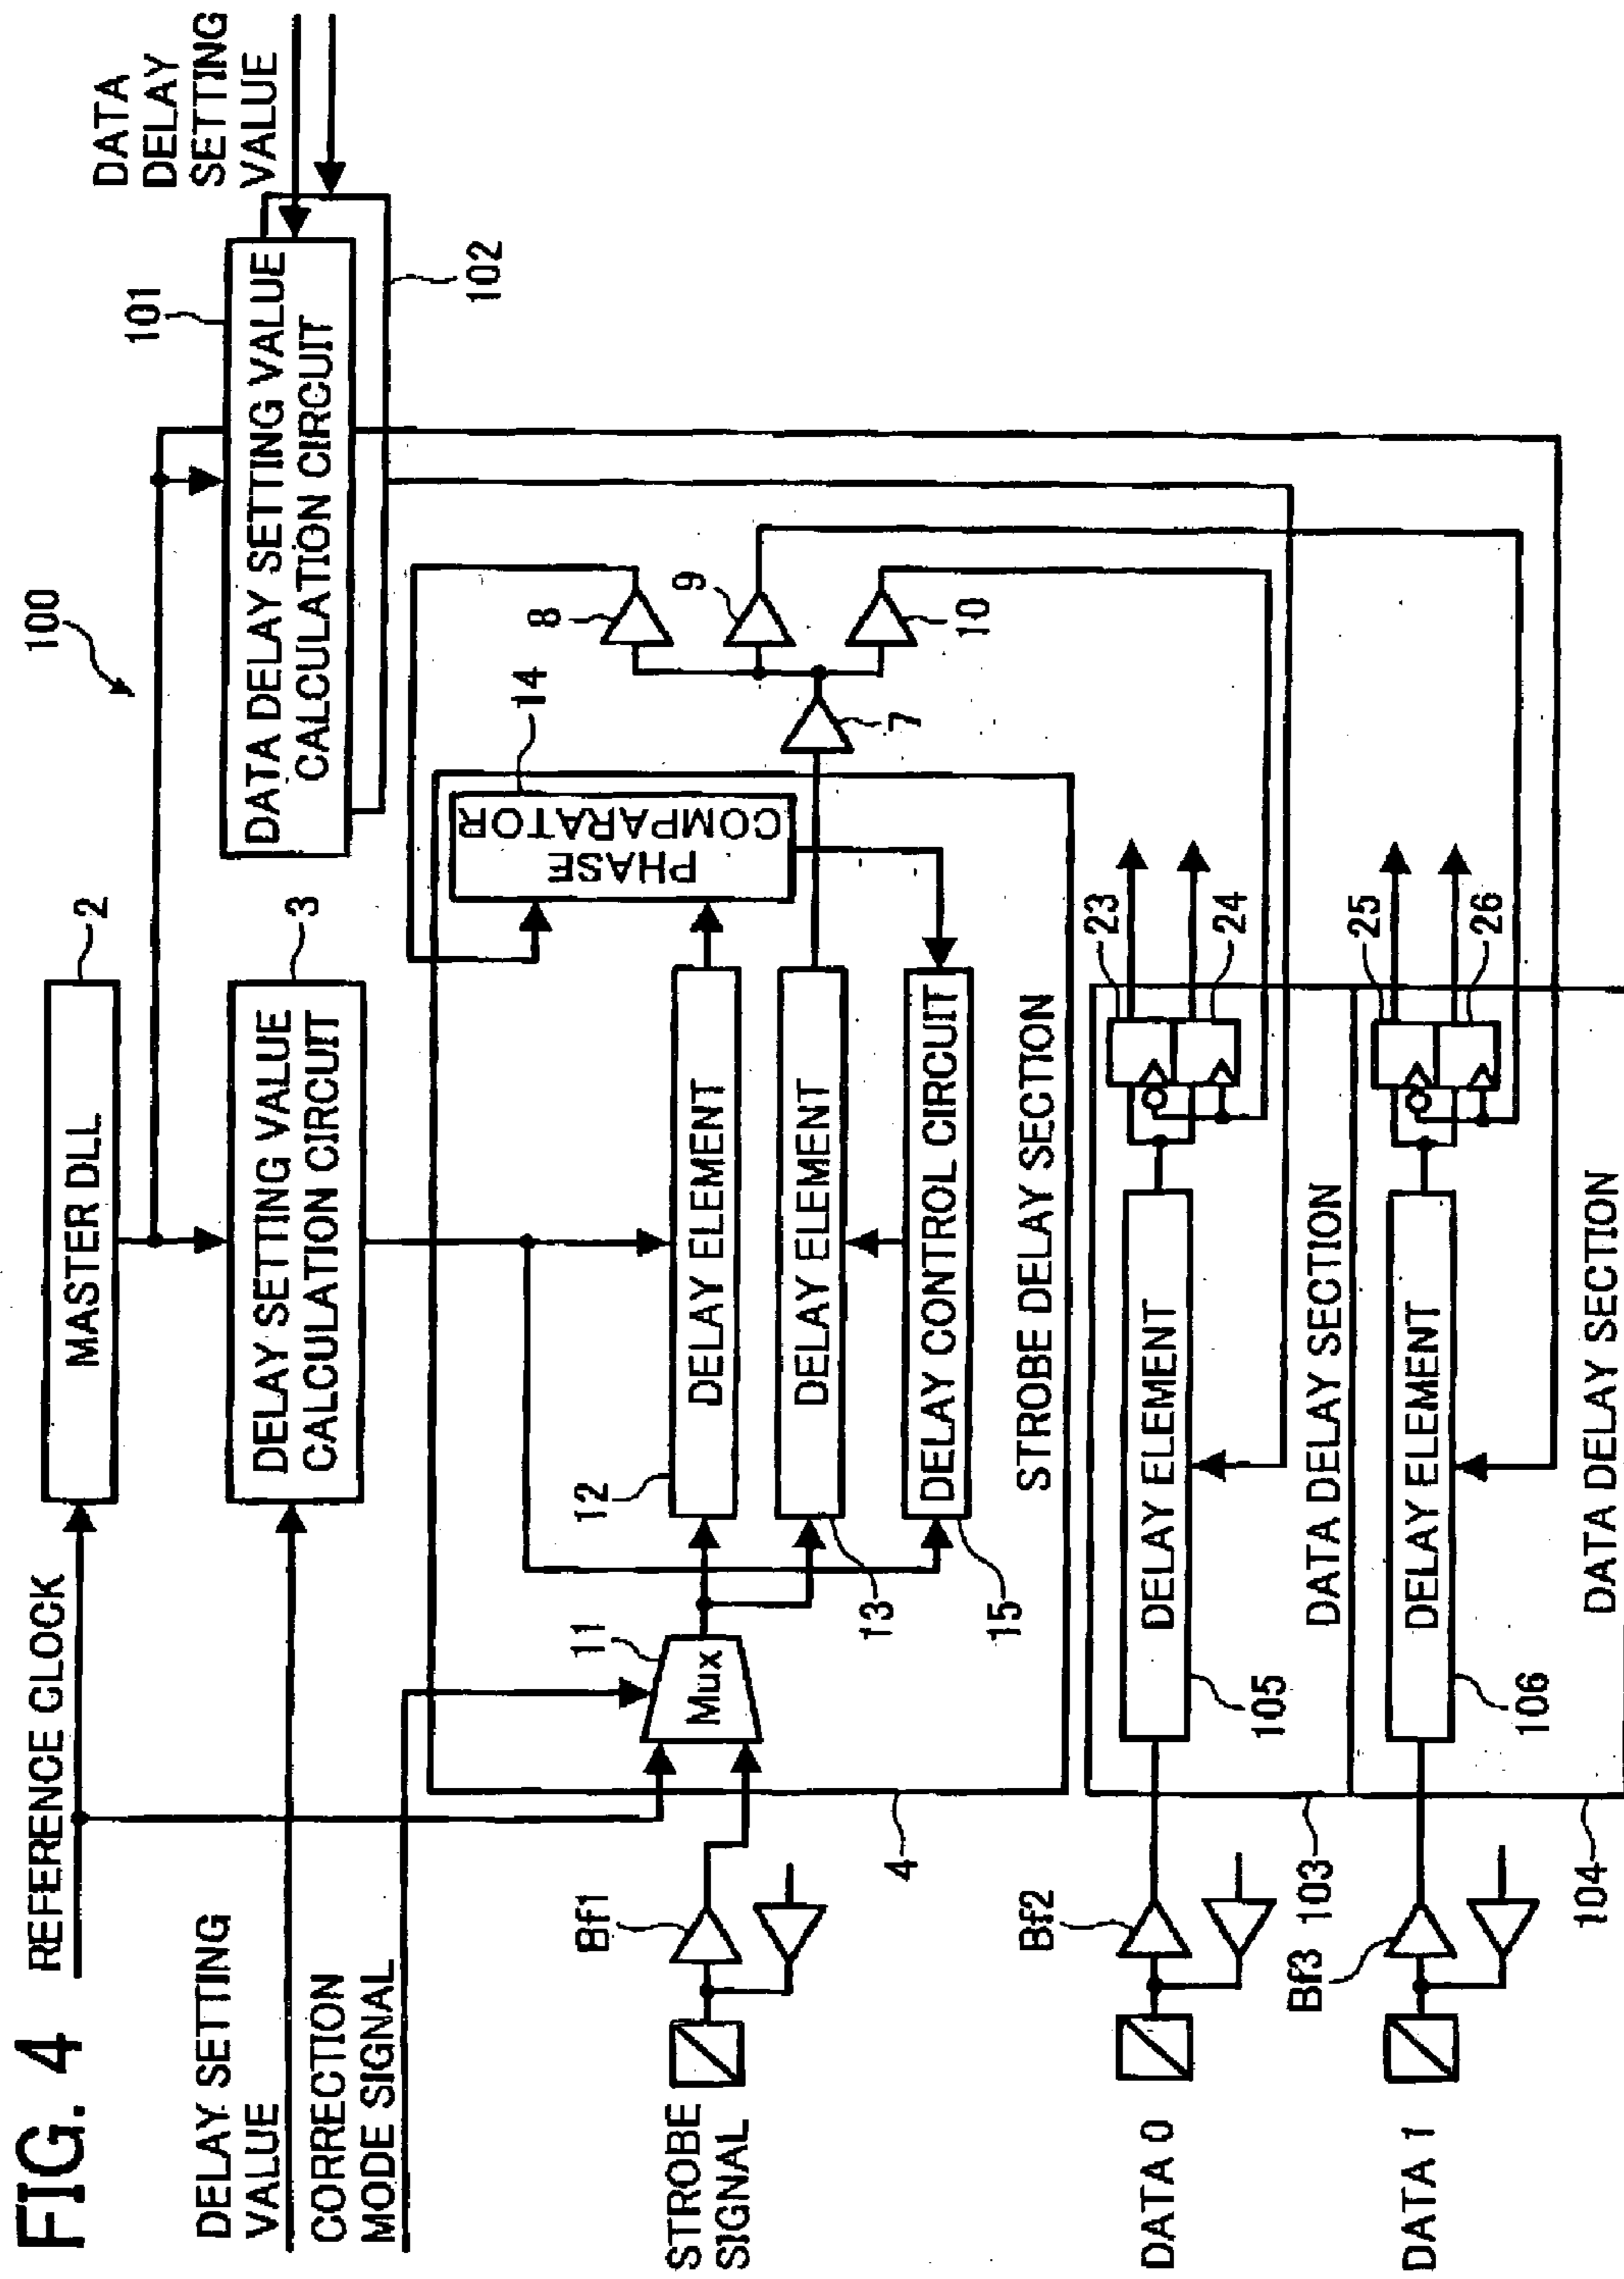 FIG. 4
REFERENCE CLOCK
DELAY SETTING
VALUE
CORRECTION
MODE SIGNAL
MASTER DLL
2
DELAY SETTING VALUE
CALCULATION CIRCUIT
3
100
101
DATA DELAY SETTING VALUE
CALCULATION CIRCUIT
102
DATA
DELAY
SETTING
VALUE
STROBE
SIGNAL
Bf1
4
11
Mux
12
DELAY ELEMENT
13
DELAY ELEMENT
15
DELAY CONTROL CIRCUIT
14
PHASE
COMPARATOR
STROBE DELAY SECTION
7
8
9
10
DATA 0
Bf2
103
105
DELAY ELEMENT
23
24
DATA DELAY SECTION
DATA 1
Bf3
104
106
DELAY ELEMENT
25
26
DATA DELAY SECTION